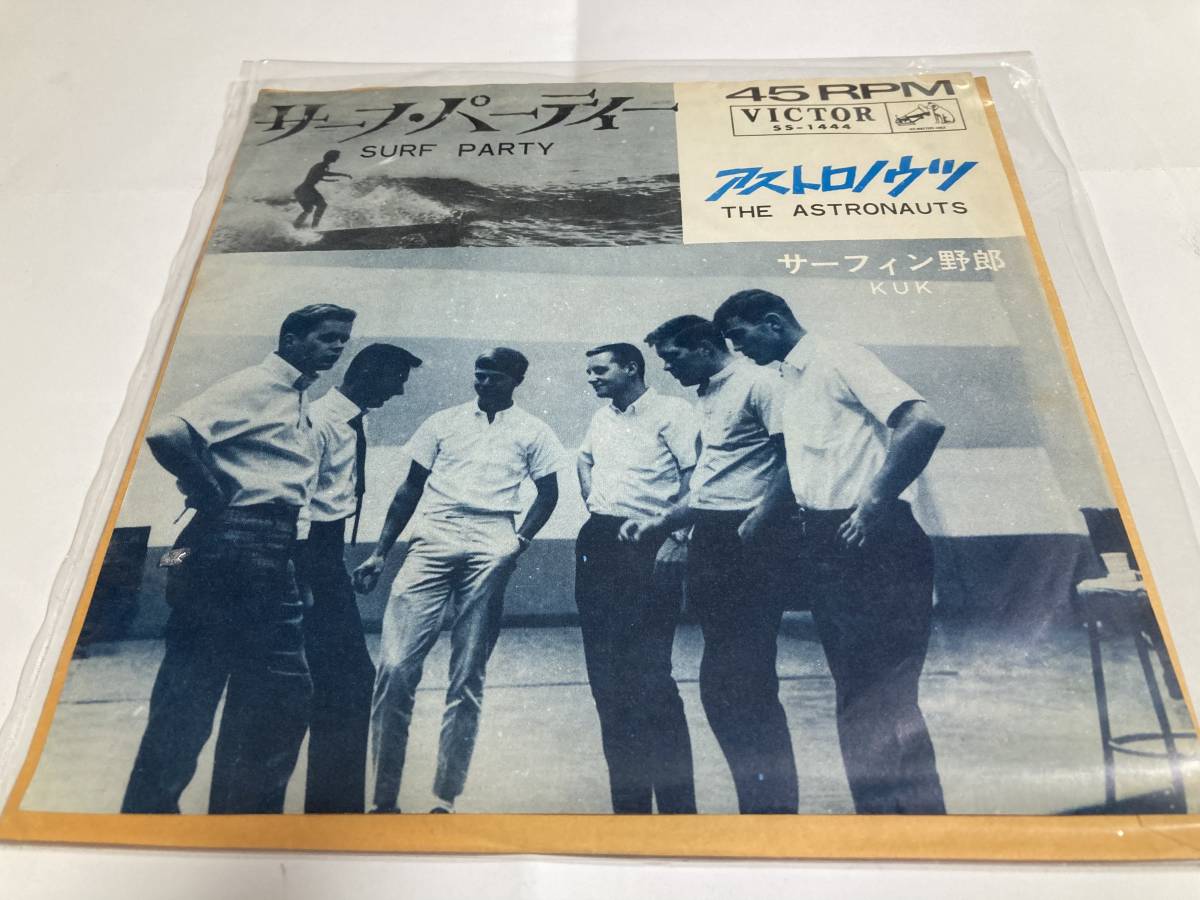 サーフ・パーティー
SURF PARTY
45 RPM
VICTOR
SS-1444
アストロノウツ
THE ASTRONAUTS
サーフィン野郎
KUK